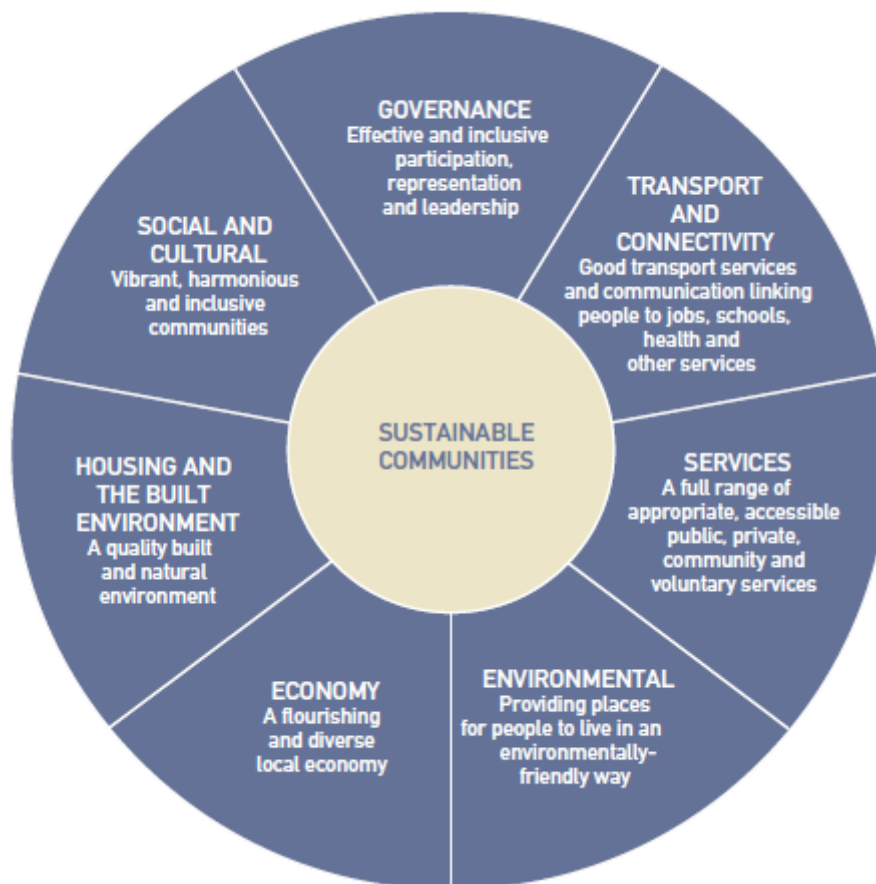 GOVERNANCE
Effective and inclusive
participation,
representation
and leadership
TRANSPORT
AND
CONNECTIVITY
Good transport services
and communication linking
people to jobs, schools,
health and
other services
SERVICES
A full range of
appropriate, accessible
public, private,
community and
voluntary services
ENVIRONMENTAL
Providing places
for people to live in an
environmentally-
friendly way
ECONOMY
A flourishing
and diverse
local economy
HOUSING AND
THE BUILT
ENVIRONMENT
A quality built
and natural
environment
SOCIAL AND
CULTURAL
Vibrant, harmonious
and inclusive
communities
SUSTAINABLE
COMMUNITIES